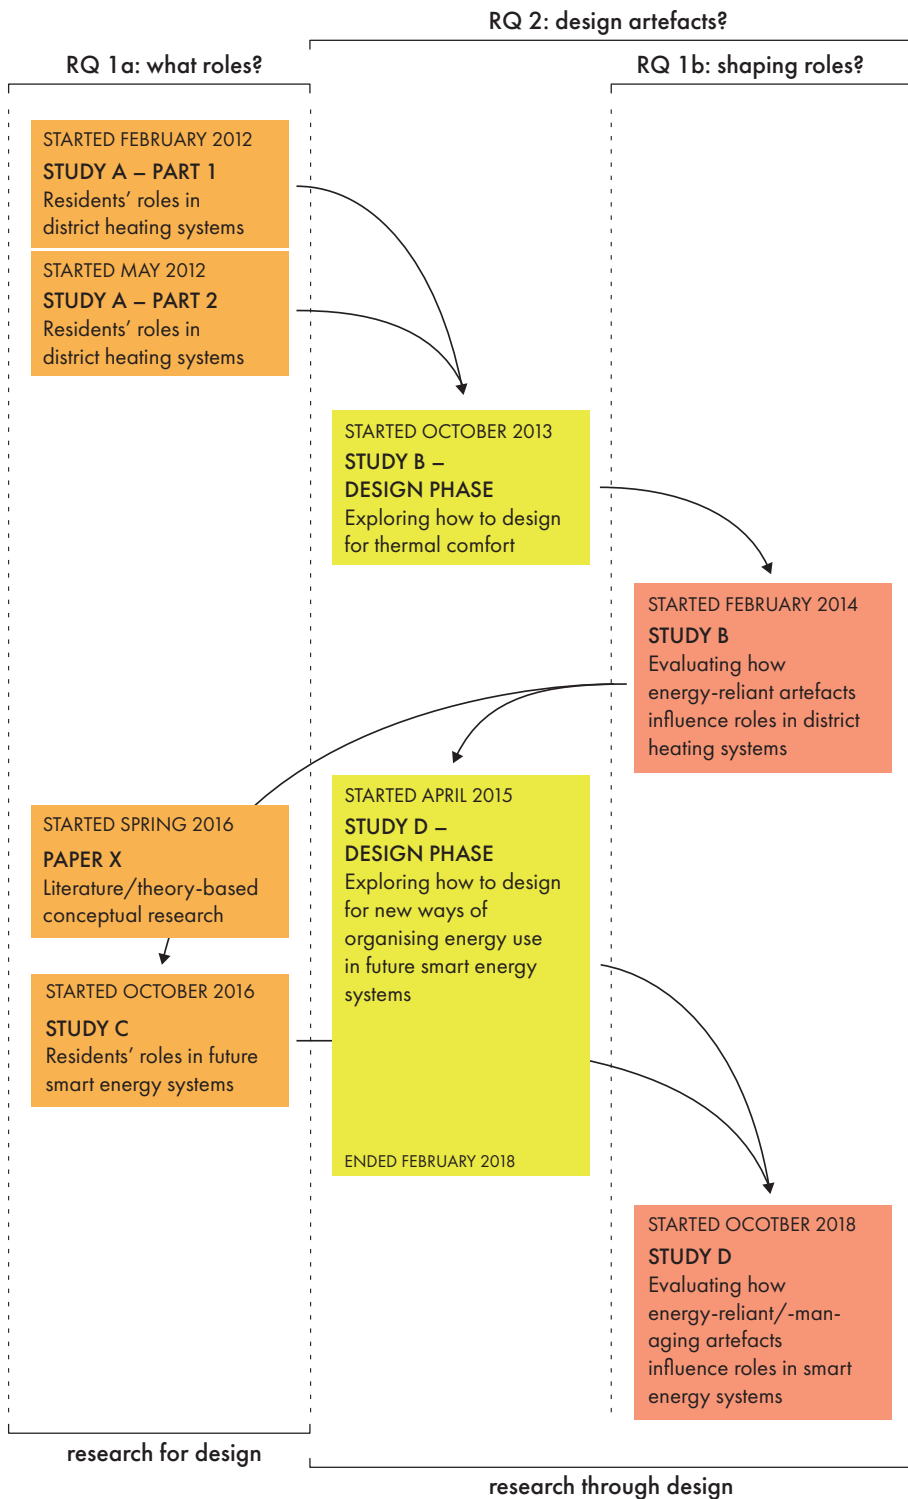 RQ 2: design artefacts?
RQ 1a: what roles?
RQ 1b: shaping roles?
STARTED FEBRUARY 2012
STUDY A – PART 1
Residents’ roles in
district heating systems
STARTED MAY 2012
STUDY A – PART 2
Residents’ roles in
district heating systems
STARTED OCTOBER 2013
STUDY B –
DESIGN PHASE
Exploring how to design
for thermal comfort
STARTED FEBRUARY 2014
STUDY B
Evaluating how
energy-reliant artefacts
influence roles in district
heating systems
STARTED APRIL 2015
STUDY D –
DESIGN PHASE
Exploring how to design
for new ways of
organising energy use
in future smart energy
systems
ENDED FEBRUARY 2018
STARTED SPRING 2016
PAPER X
Literature/theory-based
conceptual research
STARTED OCTOBER 2016
STUDY C
Residents’ roles in future
smart energy systems
STARTED OCOTBER 2018
STUDY D
Evaluating how
energy-reliant/-man-
aging artefacts
influence roles in smart
energy systems
research for design
research through design